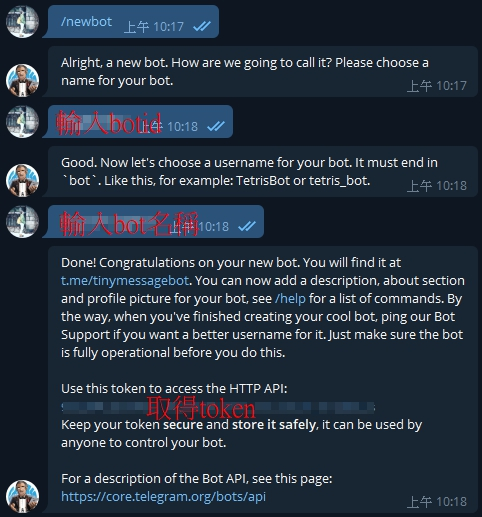 /newbot 上午 10:17
Alright, a new bot. How are we going to call it? Please choose a
name for your bot.
上午 10:17
輸入botid 上午 10:18
Good. Now let's choose a username for your bot. It must end in
`bot`. Like this, for example: TetrisBot or tetris_bot.
上午 10:18
輸入bot名稱 10:18
Done! Congratulations on your new bot. You will find it at
t.me/tinymessagebot. You can now add a description, about section
and profile picture for your bot, see /help for a list of commands. By
the way, when you've finished creating your cool bot, ping our Bot
Support if you want a better username for it. Just make sure the bot
is fully operational before you do this.
Use this token to access the HTTP API:
取得token
Keep your token secure and store it safely, it can be used by
anyone to control your bot.
For a description of the Bot API, see this page:
https://core.telegram.org/bots/api
上午 10:18